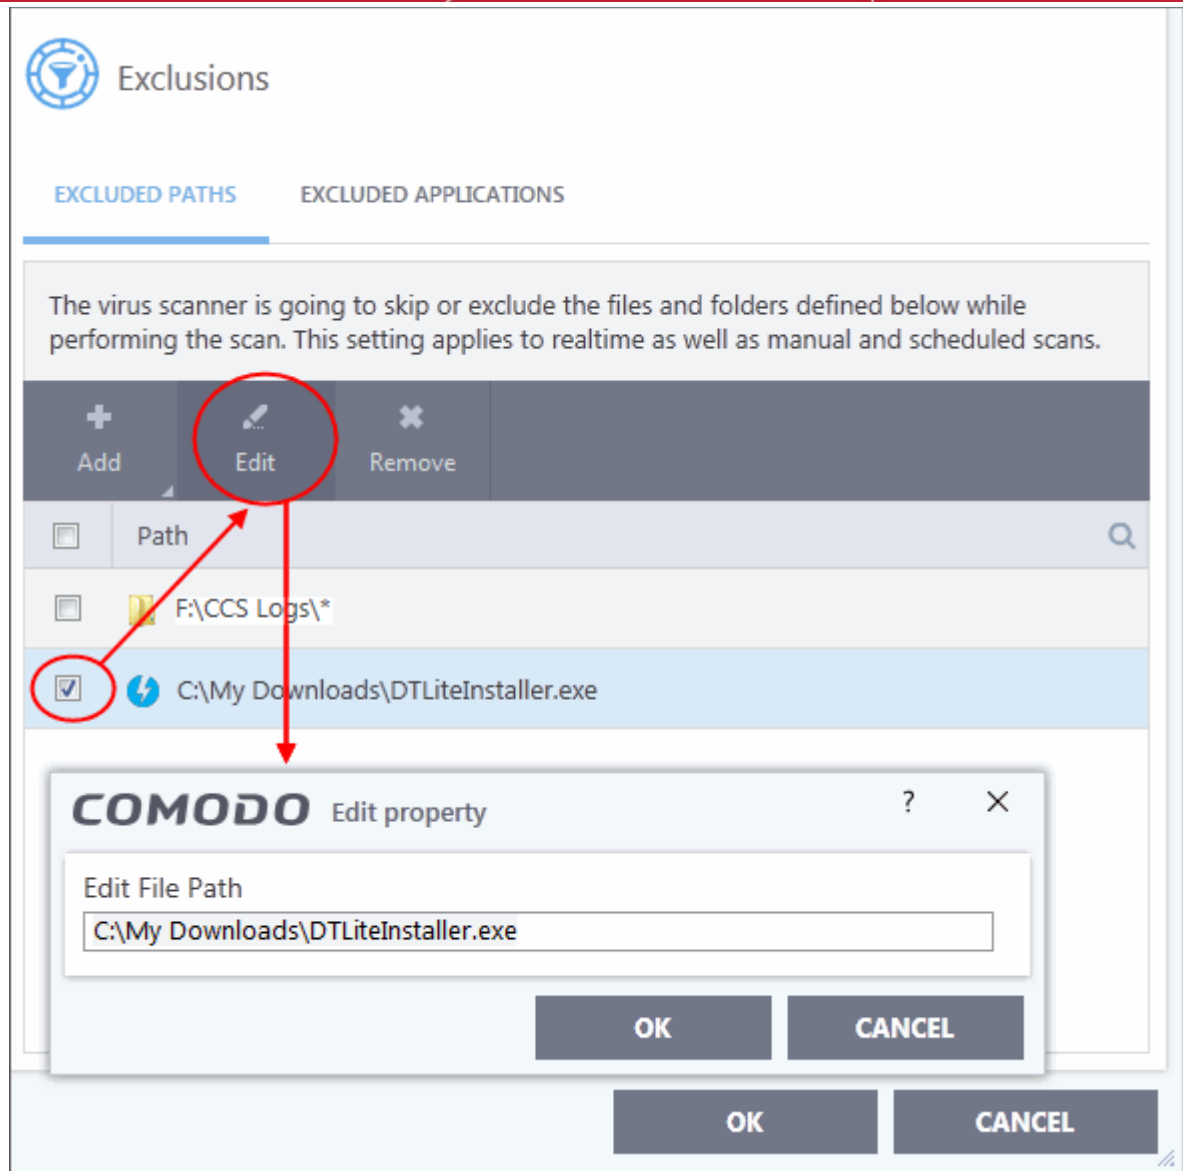 Exclusions
EXCLUDED PATHS EXCLUDED APPLICATIONS
The virus scanner is going to skip or exclude the files and folders defined below while
performing the scan. This setting applies to realtime as well as manual and scheduled scans.
Add Edit Remove
Path
F:\CCS Logs\*
C:\My Downloads\DTLiteInstaller.exe
COMODO Edit property ?
Edit File Path
C:\My Downloads\DTLiteInstaller.exe
OK CANCEL
OK CANCEL